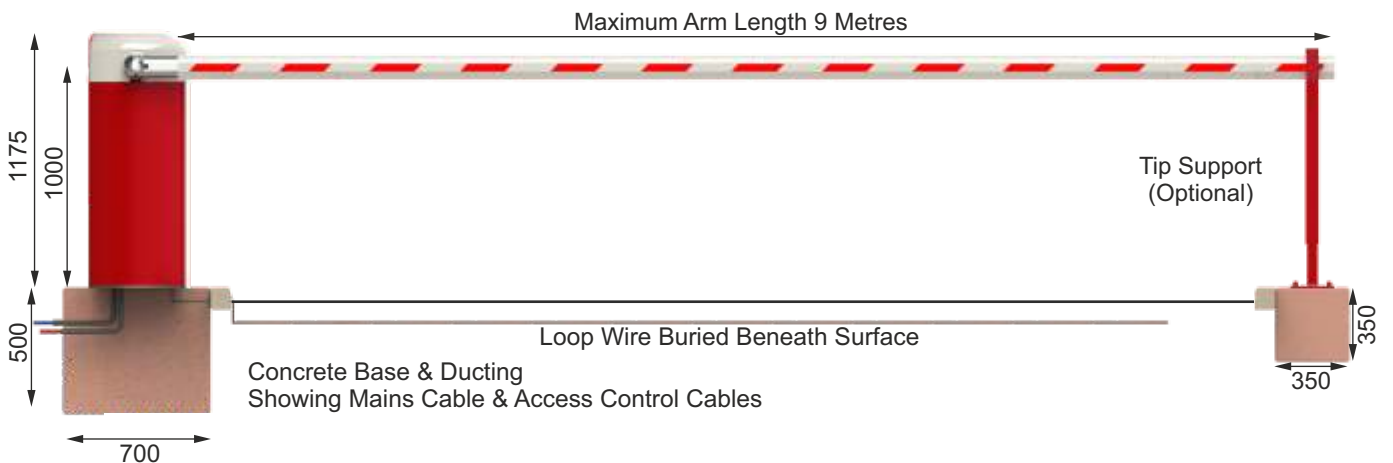 Maximum Arm Length 9 Metres
1175
1000
Tip Support
(Optional)
500
Loop Wire Buried Beneath Surface
350
Concrete Base & Ducting
Showing Mains Cable & Access Control Cables
350
700